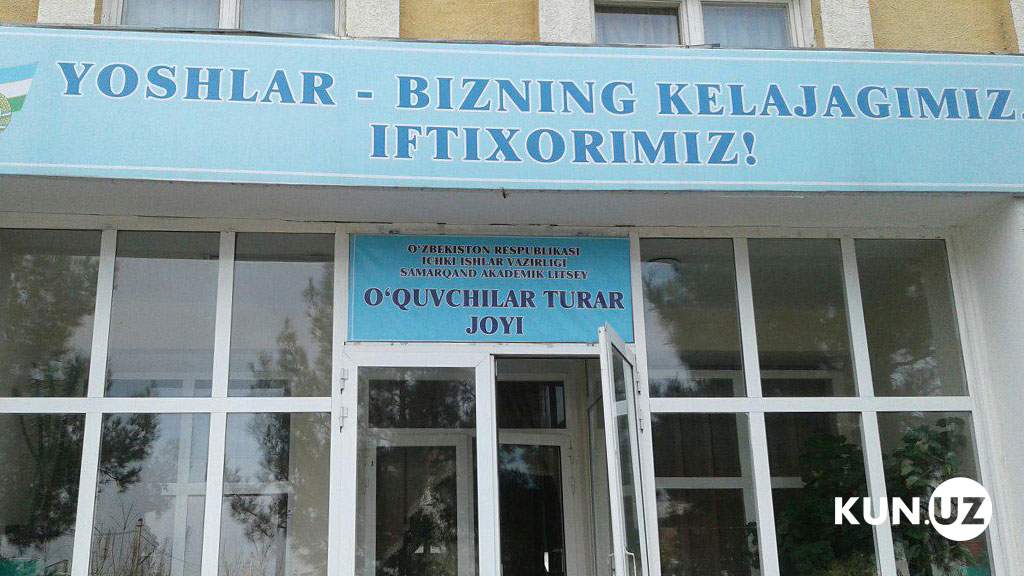 YOSHLAR - BIZNING KELAJAGIMIZ,
IFTIXORIMIZ!
O'ZBEKISTON RESPUBLIKASI
ICHKI ISHLAR VAZIRLIGI
SAMARQAND AKADEMIK LITSEY
O'QUVCHILAR TURAR
JOYI
KUN.UZ